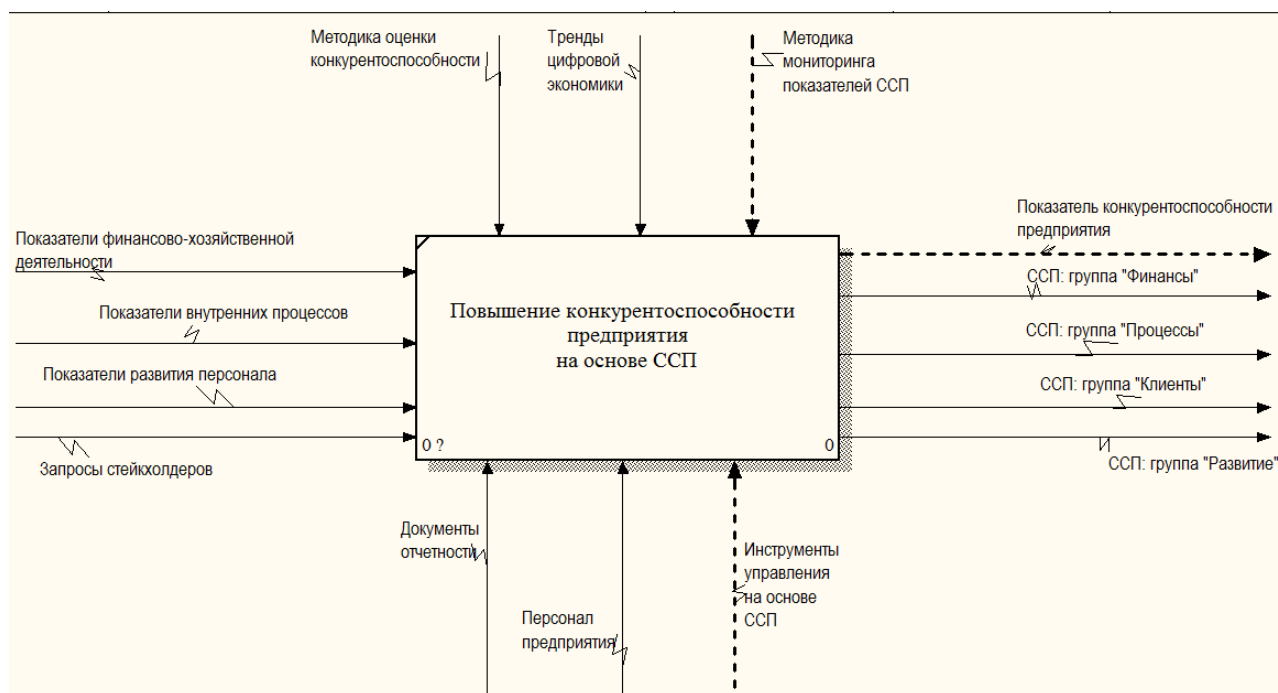 Методика оценки
конкурентоспособности
Тренды
цифровой
экономики
Методика
мониторинга
показателей ССП
Показатели финансово-хозяйственной
деятельности
Показатели внутренних процессов
Показатели развития персонала
Запросы стейкхолдеров
Повышение конкурентоспособности
предприятия
на основе ССП
0 ?
0
Показатель конкурентоспособности
предприятия
ССП: группа "Финансы"
ССП: группа "Процессы"
ССП: группа "Клиенты"
ССП: группа "Развитие"
Документы
отчетности
Персонал
предприятия
Инструменты
управления
на основе
ССП